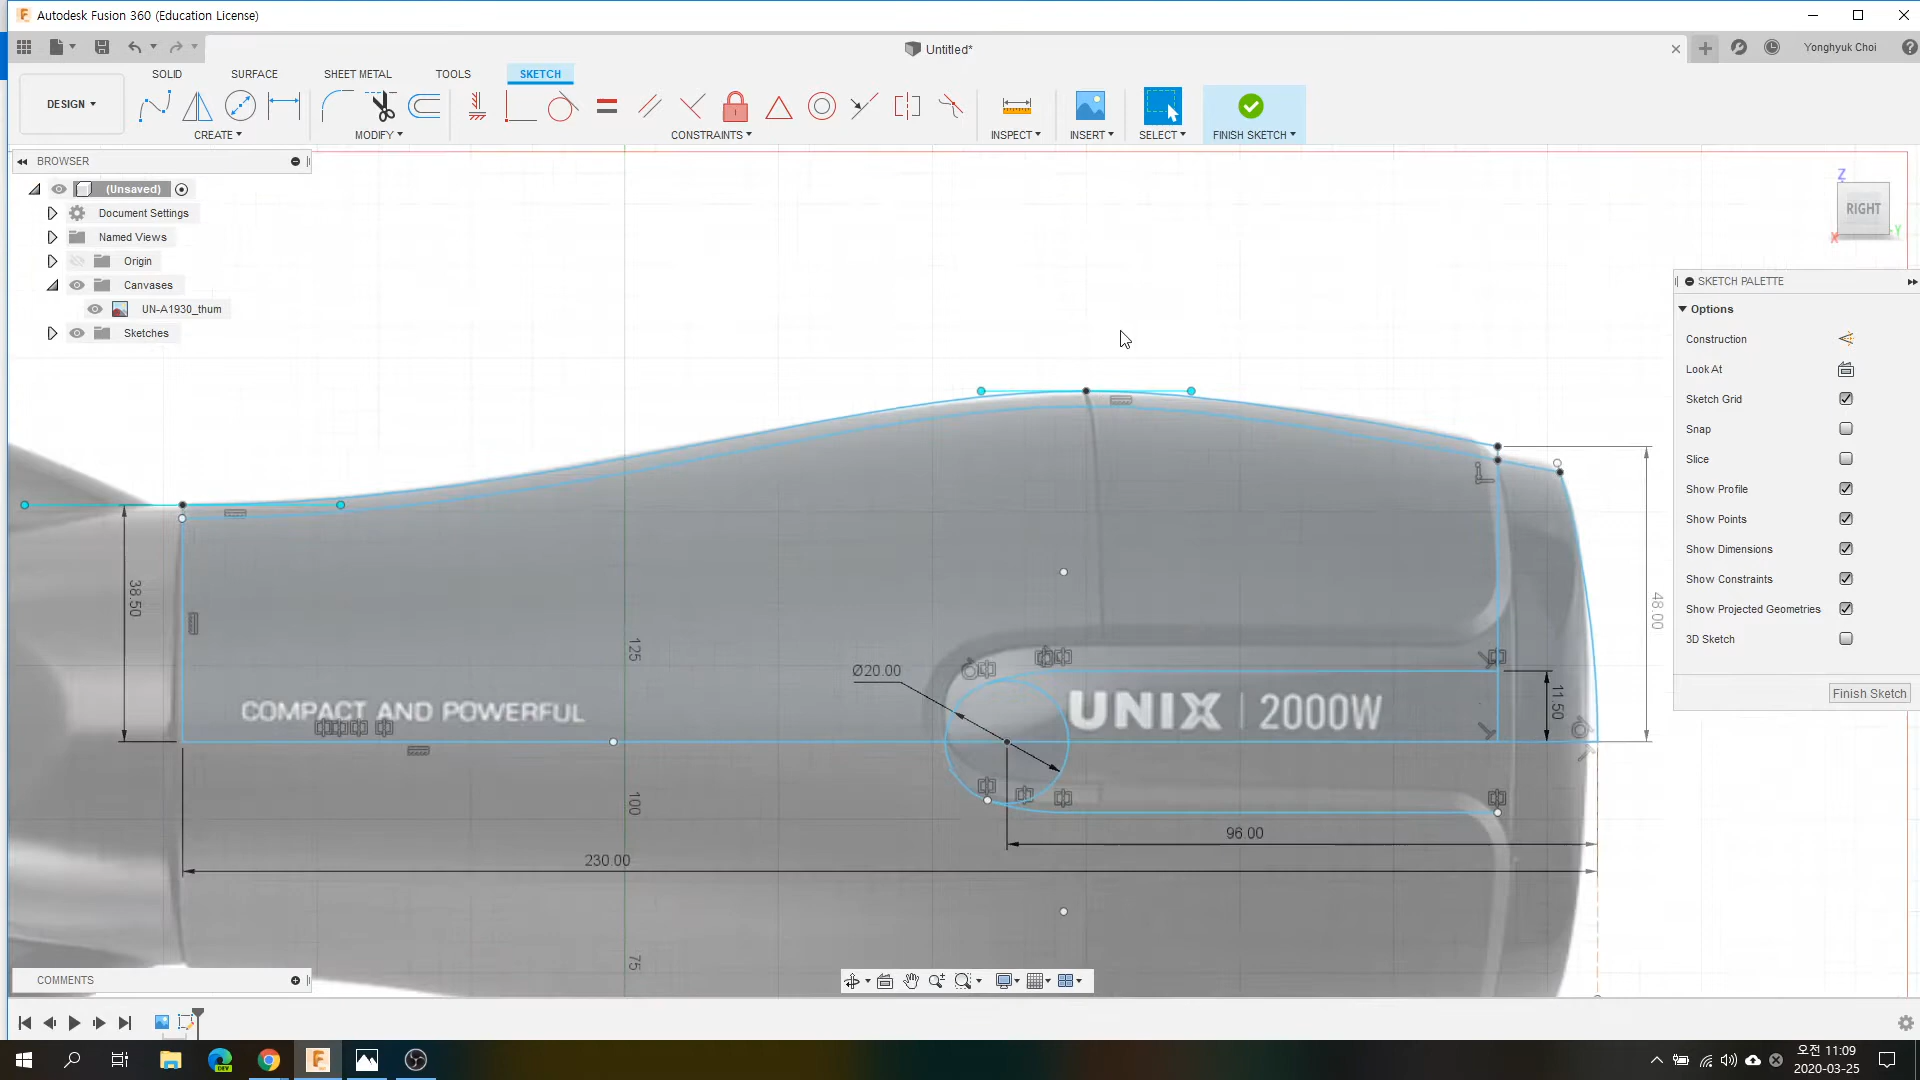 Autodesk Fusion 360 (Education License)
Untitled*
Yonghyuk Choi
SOLID SURFACE SHEET METAL TOOLS SKETCH
DESIGN
CREATE MODIFY CONSTRAINTS INSPECT INSERT SELECT FINISH SKETCH
BROWSER
(Unsaved)
Document Settings
Named Views
Origin
Canvases
UN-A1930_thum
Sketches
Z
RIGHT
X
Y
SKETCH PALETTE
Options
Construction
Look At
Sketch Grid
Snap
Slice
Show Profile
Show Points
Show Dimensions
Show Constraints
Show Projected Geometries
3D Sketch
Finish Sketch
38.50
48.00
125
Ø20.00
11.50
COMPACT AND POWERFUL
UNIX | 2000W
100
96.00
230.00
75
COMMENTS
DEV
오전 11:09
2020-03-25